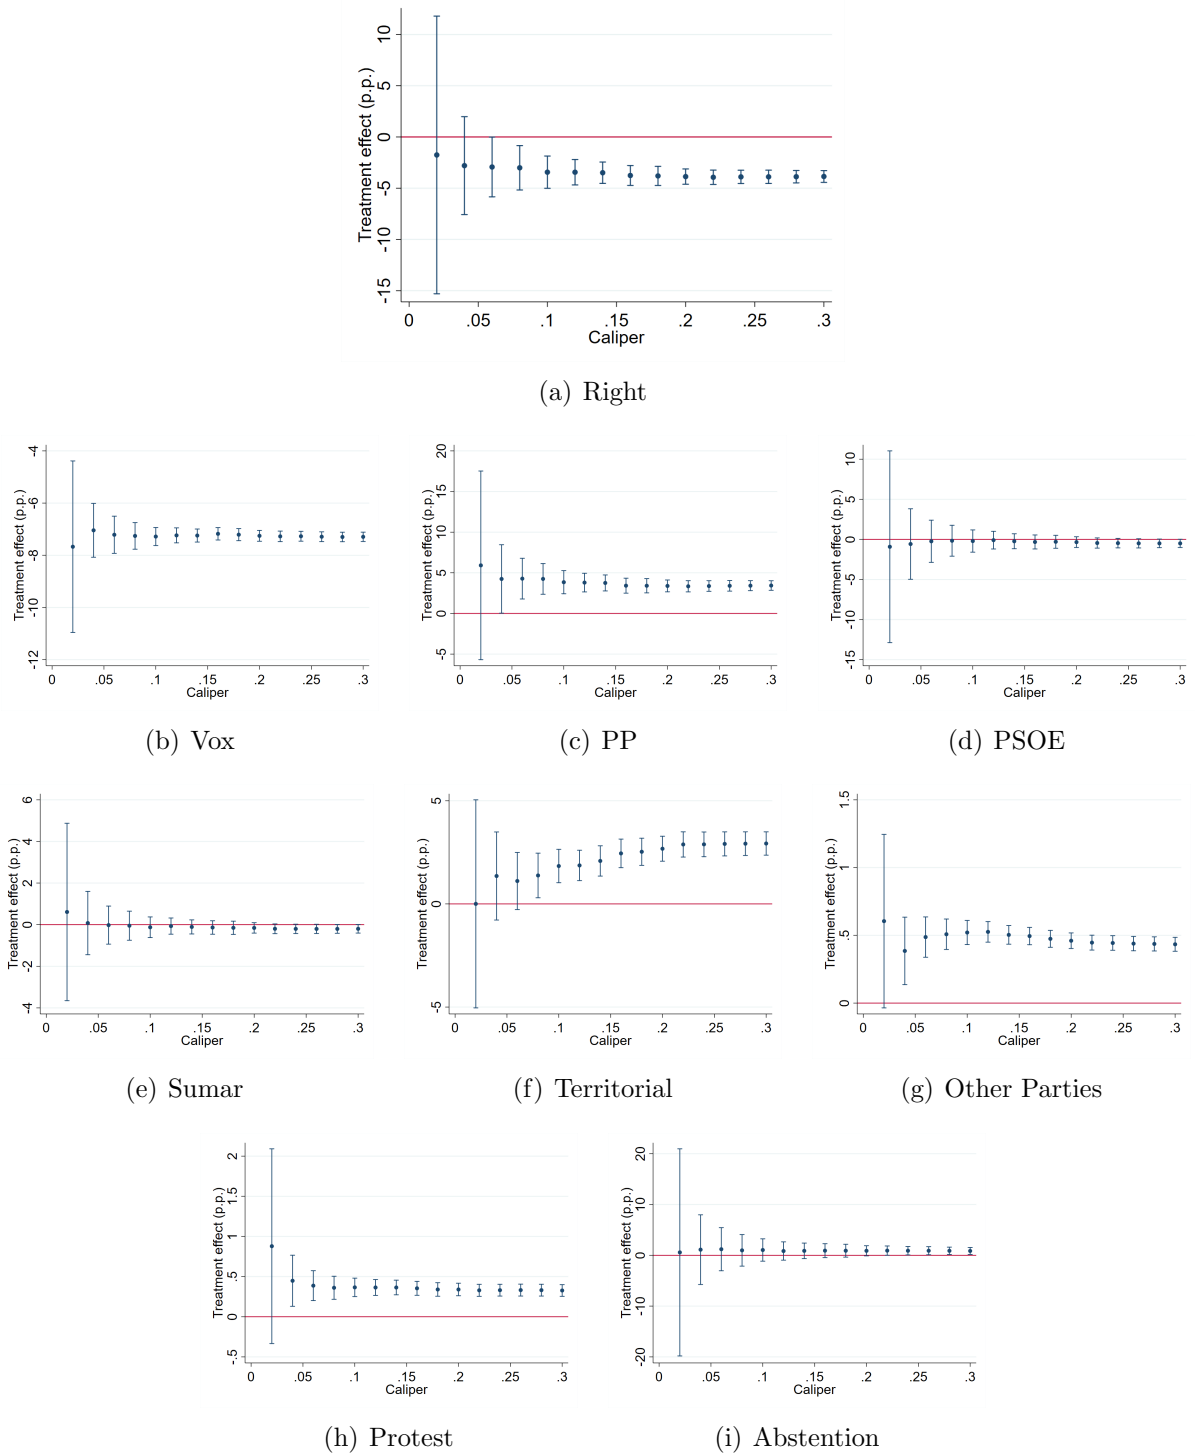 Treatment effect (p.p.)
10
5
0
-5
-10
-15
0 .05 .1 .15 .2 .25 .3
Caliper
(a) Right
Treatment effect (p.p.)
-4
-6
-8
-10
-12
0 .05 .1 .15 .2 .25 .3
Caliper
(b) Vox
Treatment effect (p.p.)
20
15
10
5
0
-5
0 .05 .1 .15 .2 .25 .3
Caliper
(c) PP
Treatment effect (p.p.)
10
5
0
-5
-10
-15
0 .05 .1 .15 .2 .25 .3
Caliper
(d) PSOE
Treatment effect (p.p.)
6
4
2
0
-2
-4
0 .05 .1 .15 .2 .25 .3
Caliper
(e) Sumar
Treatment effect (p.p.)
5
0
-5
0 .05 .1 .15 .2 .25 .3
Caliper
(f) Territorial
Treatment effect (p.p.)
1.5
1
.5
0
0 .05 .1 .15 .2 .25 .3
Caliper
(g) Other Parties
Treatment effect (p.p.)
2
1.5
1
.5
0
-.5
0 .05 .1 .15 .2 .25 .3
Caliper
(h) Protest
Treatment effect (p.p.)
20
10
0
-10
-20
0 .05 .1 .15 .2 .25 .3
Caliper
(i) Abstention